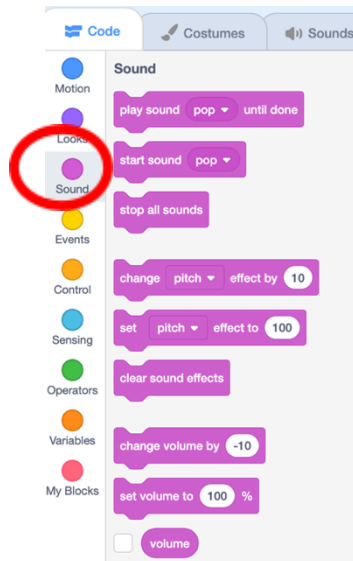 Code
Costumes
Sounds
Motion
Looks
Sound
Events
Control
Sensing
Operators
Variables
My Blocks
Sound
play sound pop until done
start sound pop
stop all sounds
change pitch effect by 10
set pitch effect to 100
clear sound effects
change volume by -10
set volume to 100 %
volume